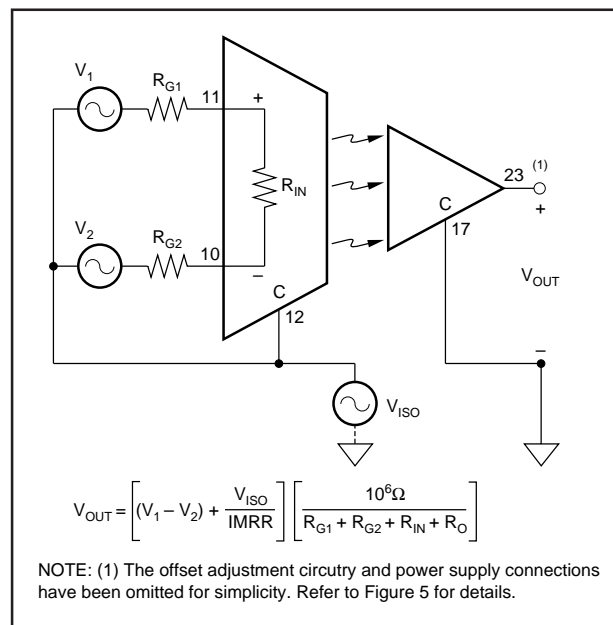 V1
RG1
11
+
RIN
V2
RG2
10
–
C
12
VISO
C
17
23
(1)
+
VOUT
–
VOUT = [(V1 – V2) + VISO/IMRR] [10^6Ω/(RG1 + RG2 + RIN + RO)]
NOTE: (1) The offset adjustment circutry and power supply connections
have been omitted for simplicity. Refer to Figure 5 for details.